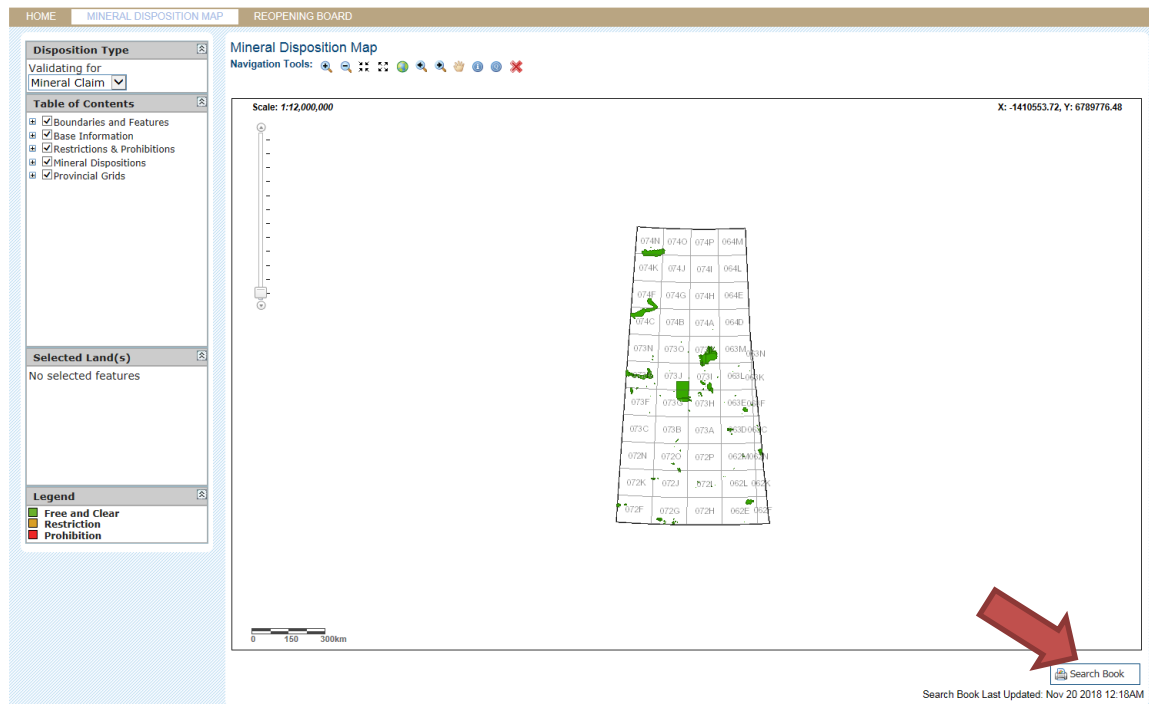 HOME MINERAL DISPOSITION MAP REOPENING BOARD
Disposition Type
Validating for
Mineral Claim
Table of Contents
Boundaries and Features
Base Information
Restrictions & Prohibitions
Mineral Dispositions
Provincial Grids
Selected Land(s)
No selected features
Legend
Free and Clear
Restriction
Prohibition
Mineral Disposition Map
Navigation Tools:
Scale: 1:12,000,000
X: -1410553.72, Y: 6789776.48
074N 074O 074P 064M
074K 074J 074I 064L
074F 074G 074H 064E
074C 074B 074A 064D
073N 073O 063M 063N
073J 073I 063L 063K
073F 073G 073H 063E 063F
073C 073B 073A 063D 063C
072N 072O 072P 062M 062N
072K 072J 072I 062L 062K
072F 072G 072H 062E 062F
0 150 300km
Search Book
Search Book Last Updated: Nov 20 2018 12:18AM